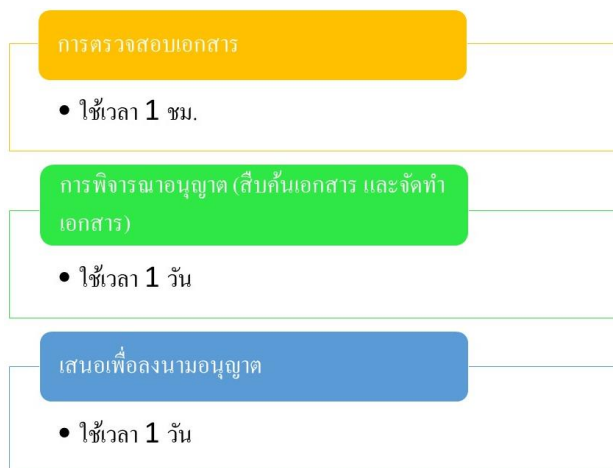 การตรวจสอบเอกสาร
• ใช้เวลา 1 ชม.
การพิจารณาอนุญาต (สืบค้นเอกสาร และจัดทำ
เอกสาร)
• ใช้เวลา 1 วัน
เสนอเพื่อลงนามอนุญาต
• ใช้เวลา 1 วัน